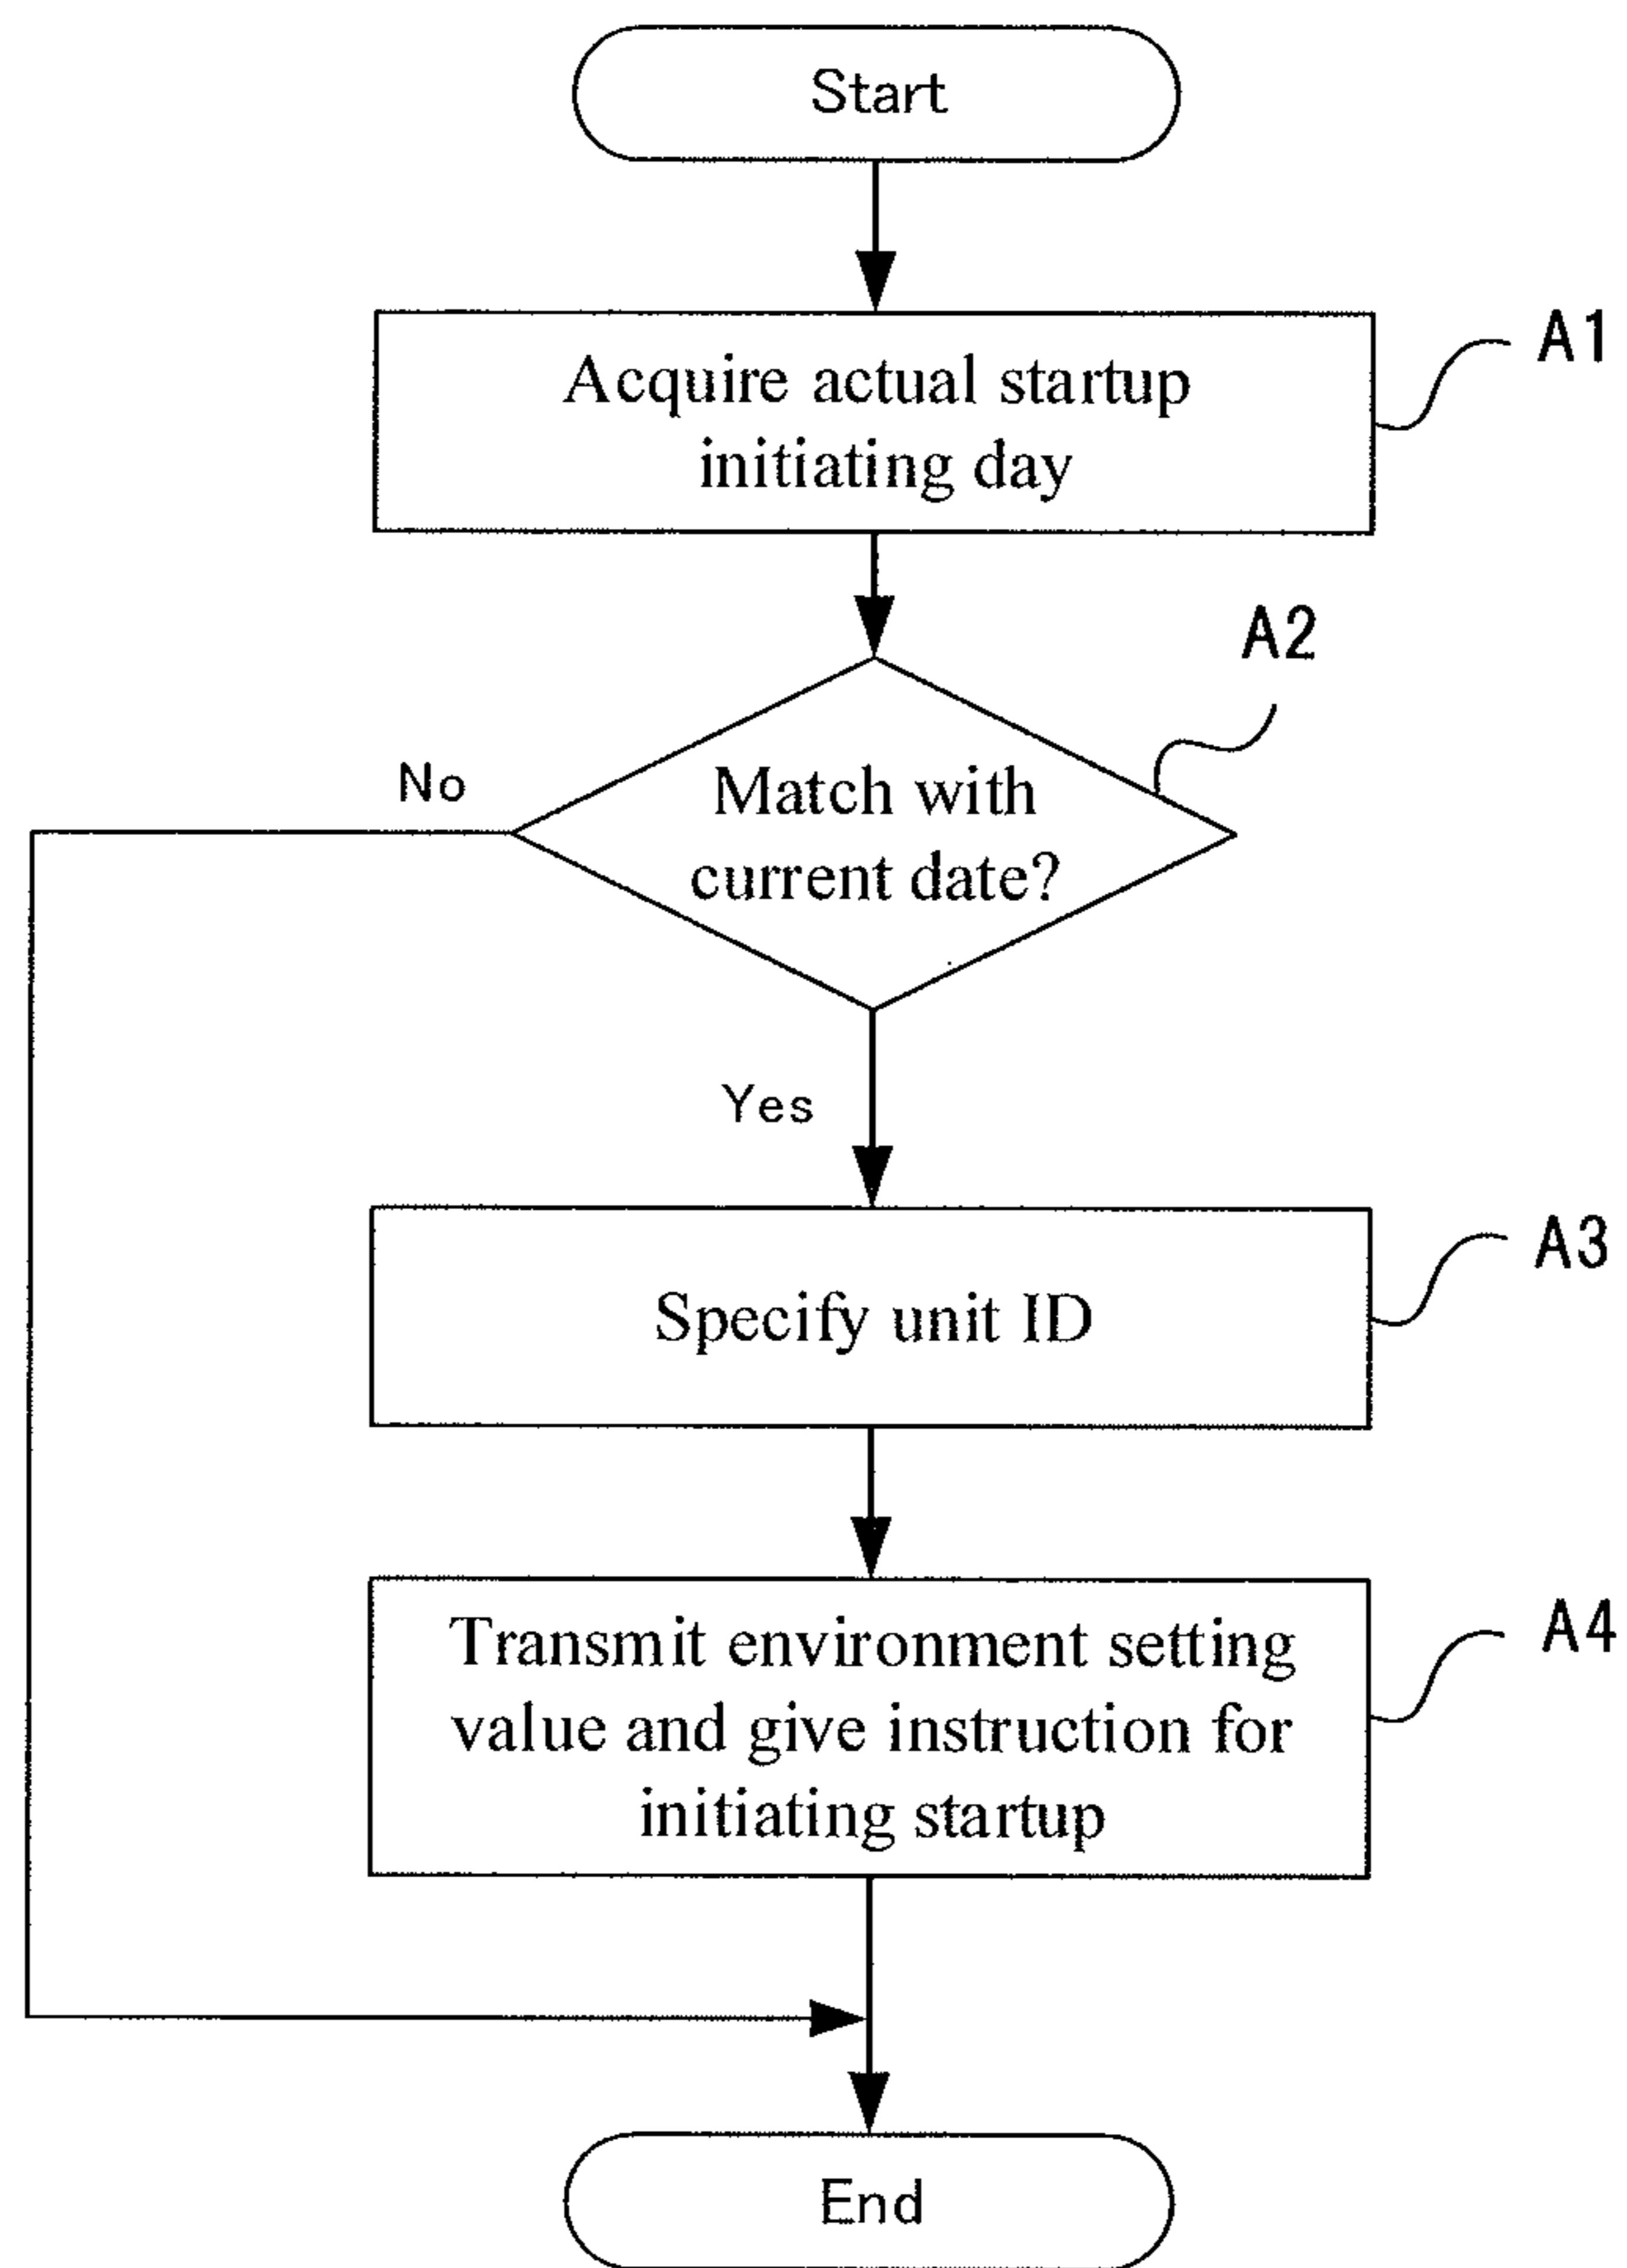 Start
Acquire actual startup
initiating day
A1
A2
Match with
current date?
No
Yes
Specify unit ID
A3
Transmit environment setting
value and give instruction for
initiating startup
A4
End